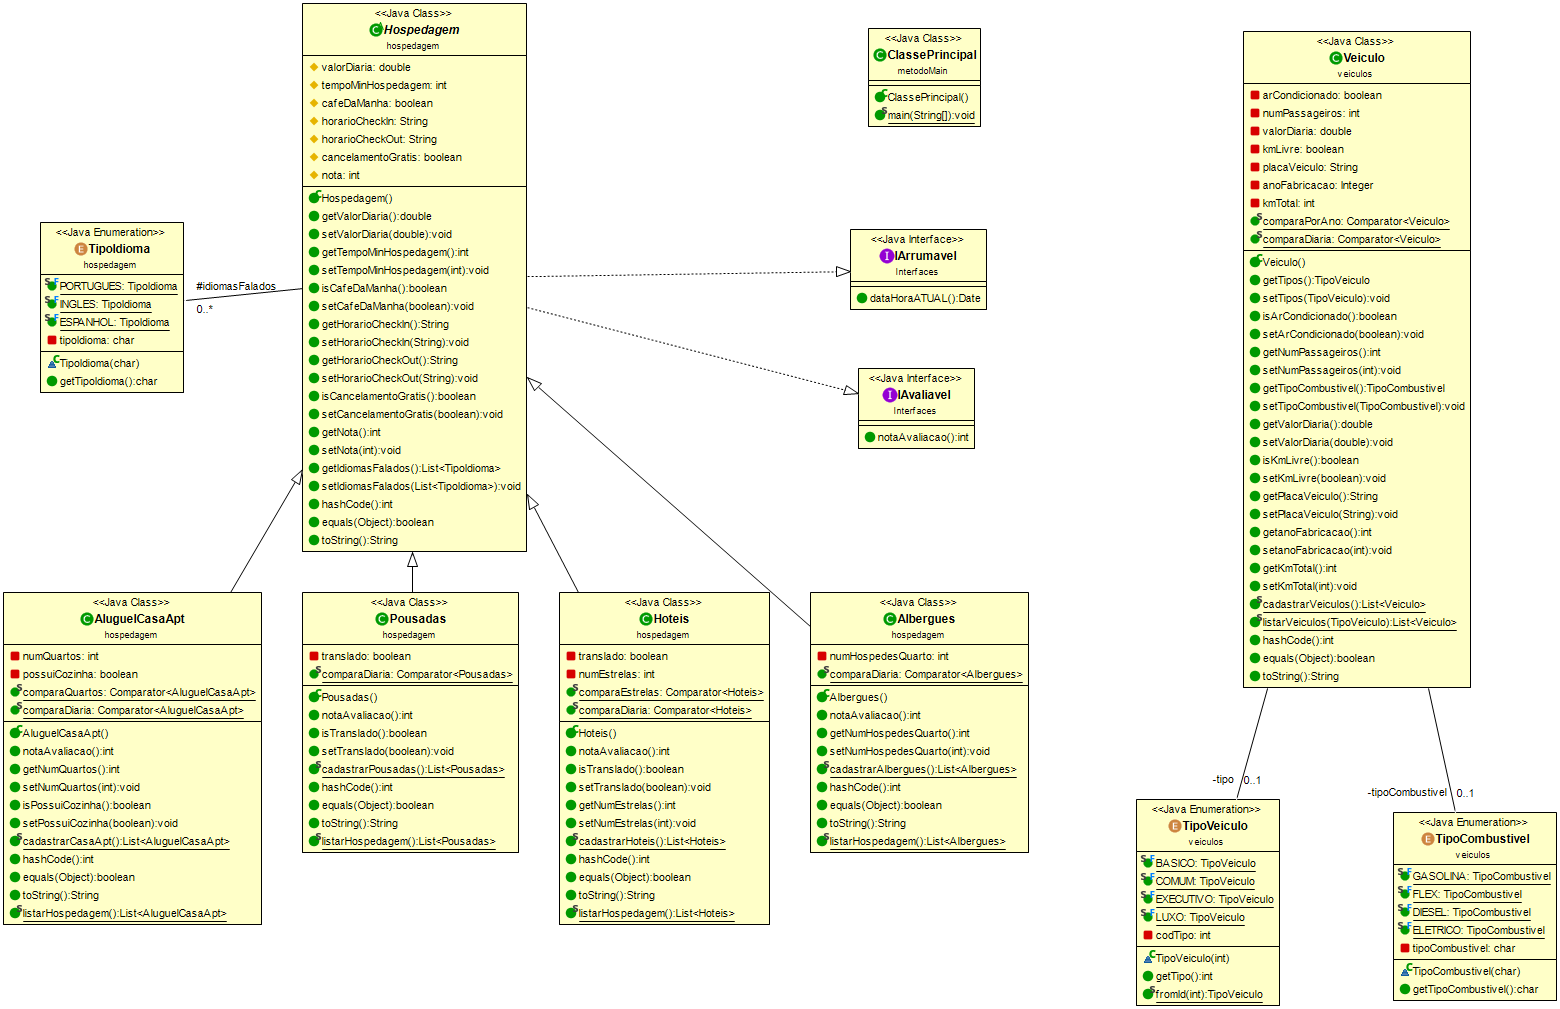 <<Java Class>>
Hospedagem
hospedagem
valorDiaria: double
tempoMinHospedagem: int
cafeDaManha: boolean
horarioCheckIn: String
horarioCheckOut: String
cancelamentoGratis: boolean
nota: int
Hospedagem()
getValorDiaria():double
setValorDiaria(double):void
getTempoMinHospedagem():int
setTempoMinHospedagem(int):void
isCafeDaManha():boolean
setCafeDaManha(boolean):void
getHorarioCheckIn():String
setHorarioCheckIn(String):void
getHorarioCheckOut():String
setHorarioCheckOut(String):void
isCancelamentoGratis():boolean
setCancelamentoGratis(boolean):void
getNota():int
setNota(int):void
getIdiomasFalados():List<TipoIdioma>
setIdiomasFalados(List<TipoIdioma>):void
hashCode():int
equals(Object):boolean
toString():String
<<Java Class>>
ClassePrincipal
metodoMain
ClassePrincipal()
main(String[]):void
<<Java Class>>
Veiculo
veiculos
arCondicionado: boolean
numPassageiros: int
valorDiaria: double
kmLivre: boolean
placaVeiculo: String
anoFabricacao: Integer
kmTotal: int
comparaPorAno: Comparator<Veiculo>
comparaDiaria: Comparator<Veiculo>
Veiculo()
getTipos():TipoVeiculo
setTipos(TipoVeiculo):void
isArCondicionado():boolean
setArCondicionado(boolean):void
getNumPassageiros():int
setNumPassageiros(int):void
getTipoCombustivel():TipoCombustivel
setTipoCombustivel(TipoCombustivel):void
getValorDiaria():double
setValorDiaria(double):void
isKmLivre():boolean
setKmLivre(boolean):void
getPlacaVeiculo():String
setPlacaVeiculo(String):void
getanoFabricacao():int
setanoFabricacao(int):void
getKmTotal():int
setKmTotal(int):void
cadastrarVeiculos():List<Veiculo>
listarVeiculos(TipoVeiculo):List<Veiculo>
hashCode():int
equals(Object):boolean
toString():String
<<Java Enumeration>>
TipoIdioma
hospedagem
PORTUGUES: TipoIdioma
INGLES: TipoIdioma
ESPANHOL: TipoIdioma
tipoIdioma: char
TipoIdioma(char)
getTipoIdioma():char
#idiomasFalados
0..*
<<Java Interface>>
IArrumavel
Interfaces
dataHoraATUAL():Date
<<Java Interface>>
IAvaliavel
Interfaces
notaAvaliacao():int
<<Java Class>>
AluguelCasaApt
hospedagem
numQuartos: int
possuiCozinha: boolean
comparaQuartos: Comparator<AluguelCasaApt>
comparaDiaria: Comparator<AluguelCasaApt>
AluguelCasaApt()
notaAvaliacao():int
getNumQuartos():int
setNumQuartos(int):void
isPossuiCozinha():boolean
setPossuiCozinha(boolean):void
cadastrarCasaApt():List<AluguelCasaApt>
hashCode():int
equals(Object):boolean
toString():String
listarHospedagem():List<AluguelCasaApt>
<<Java Class>>
Pousadas
hospedagem
translado: boolean
comparaDiaria: Comparator<Pousadas>
Pousadas()
notaAvaliacao():int
isTranslado():boolean
setTranslado(boolean):void
cadastrarPousadas():List<Pousadas>
hashCode():int
equals(Object):boolean
toString():String
listarHospedagem():List<Pousadas>
<<Java Class>>
Hoteis
hospedagem
translado: boolean
numEstrelas: int
comparaEstrelas: Comparator<Hoteis>
comparaDiaria: Comparator<Hoteis>
Hoteis()
notaAvaliacao():int
isTranslado():boolean
setTranslado(boolean):void
getNumEstrelas():int
setNumEstrelas(int):void
cadastrarHoteis():List<Hoteis>
hashCode():int
equals(Object):boolean
toString():String
listarHospedagem():List<Hoteis>
<<Java Class>>
Albergues
hospedagem
numHospedesQuarto: int
comparaDiaria: Comparator<Albergues>
Albergues()
notaAvaliacao():int
getNumHospedesQuarto():int
setNumHospedesQuarto(int):void
cadastrarAlbergues():List<Albergues>
hashCode():int
equals(Object):boolean
toString():String
listarHospedagem():List<Albergues>
-tipo
0..1
-tipoCombustivel
0..1
<<Java Enumeration>>
TipoVeiculo
veiculos
BASICO: TipoVeiculo
COMUM: TipoVeiculo
EXECUTIVO: TipoVeiculo
LUXO: TipoVeiculo
codTipo: int
TipoVeiculo(int)
getTipo():int
fromId(int):TipoVeiculo
<<Java Enumeration>>
TipoCombustivel
veiculos
GASOLINA: TipoCombustivel
FLEX: TipoCombustivel
DIESEL: TipoCombustivel
ELETRICO: TipoCombustivel
tipoCombustivel: char
TipoCombustivel(char)
getTipoCombustivel():char